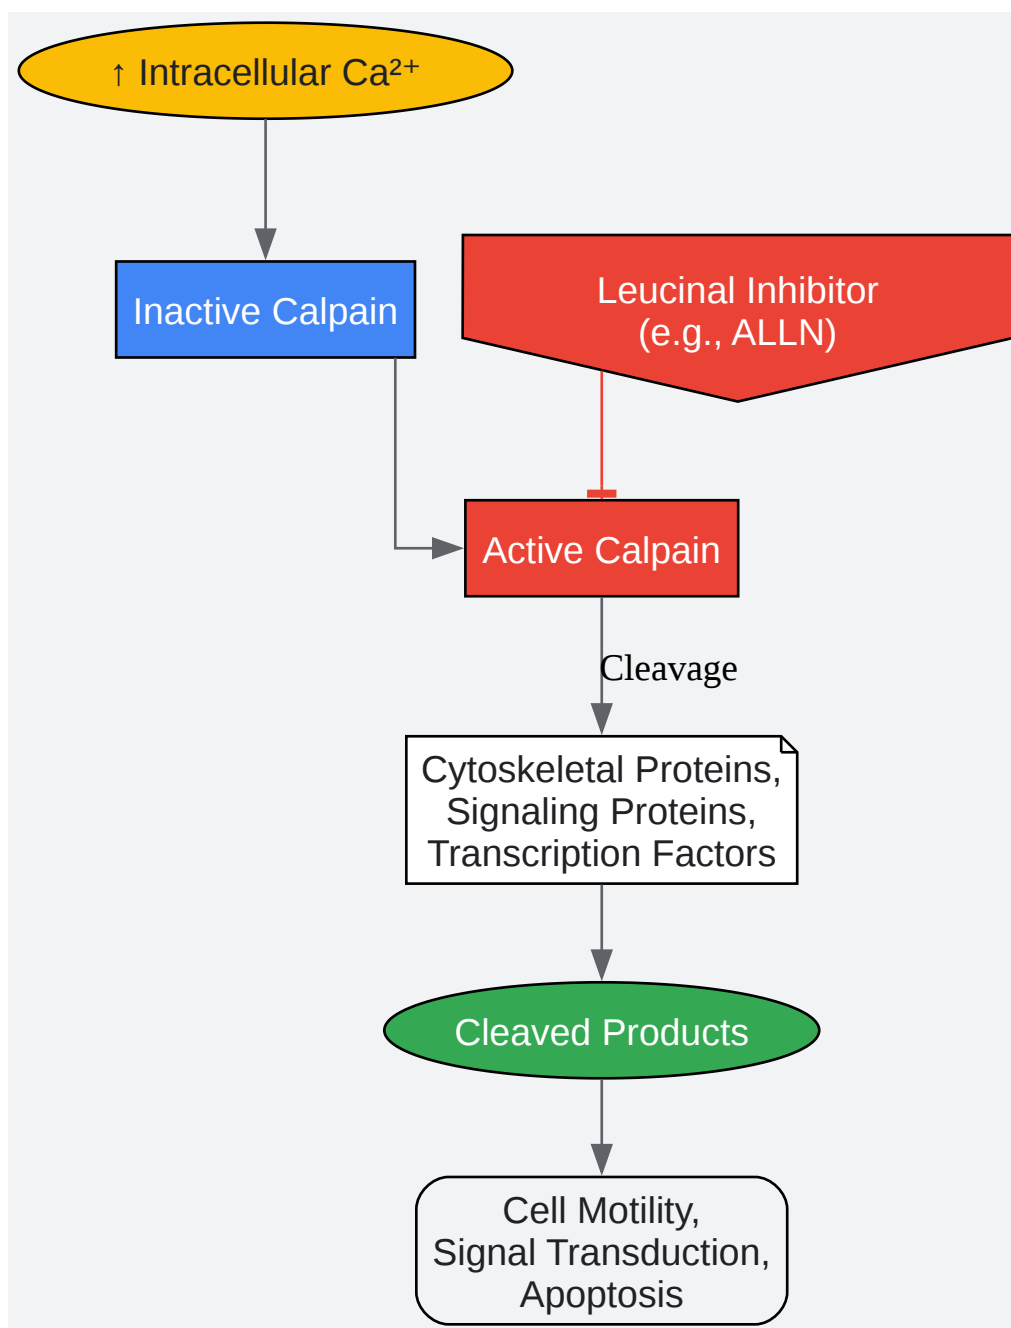 ↑ Intracellular Ca²⁺
Inactive Calpain
Leucinal Inhibitor
(e.g., ALLN)
Active Calpain
Cleavage
Cytoskeletal Proteins,
Signaling Proteins,
Transcription Factors
Cleaved Products
Cell Motility,
Signal Transduction,
Apoptosis